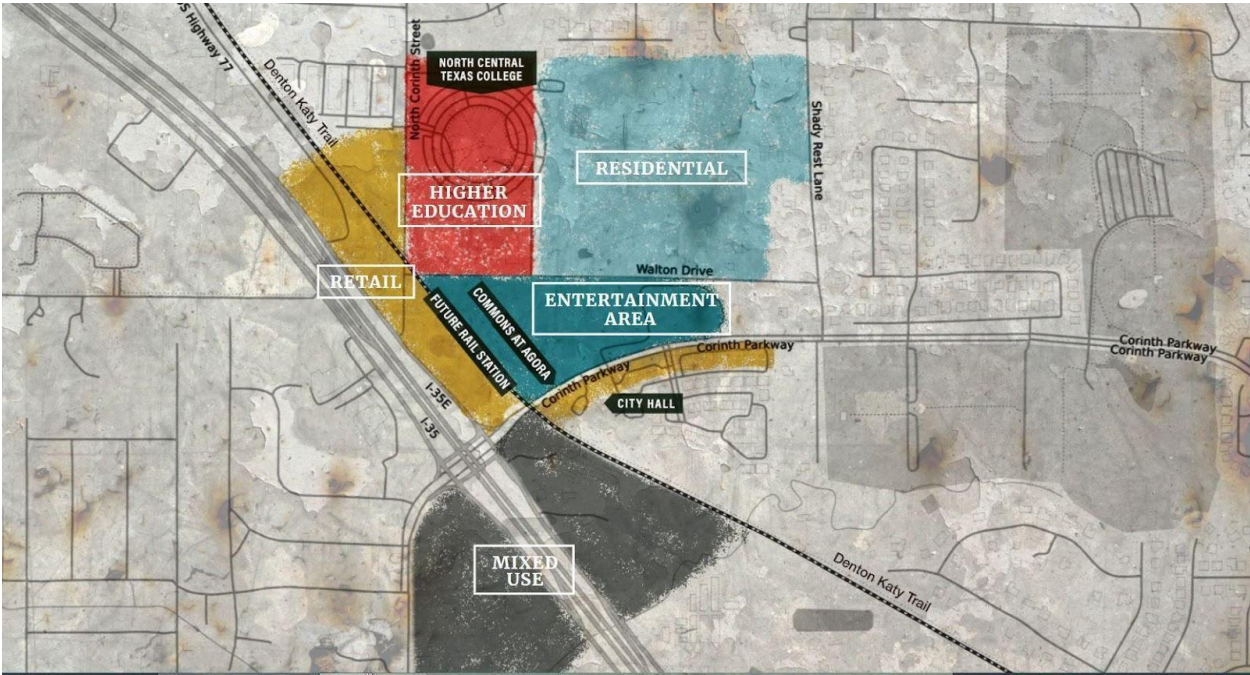 US Highway 77
Denton Katy Trail
North Corinth Street
NORTH CENTRAL
TEXAS COLLEGE
Shady Rest Lane
RESIDENTIAL
HIGHER
EDUCATION
RETAIL
Walton Drive
ENTERTAINMENT
AREA
COMMONS AT AGORA
FUTURE RAIL STATION
Corinth Parkway
Corinth Parkway
Corinth Parkway
Corinth Parkway
CITY HALL
I-35E
I-35
MIXED
USE
Denton Katy Trail